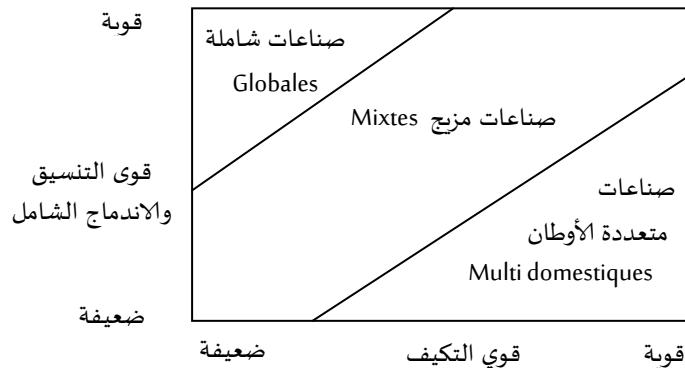 قوية
صناعات شاملة
Globales
صناعات مزيج Mixtes
قوى التنسيق
والاندماج الشامل
صناعات
متعددة الأوطان
Multi domestiques
ضعيفة
ضعيفة
قوي التكيف
قوية